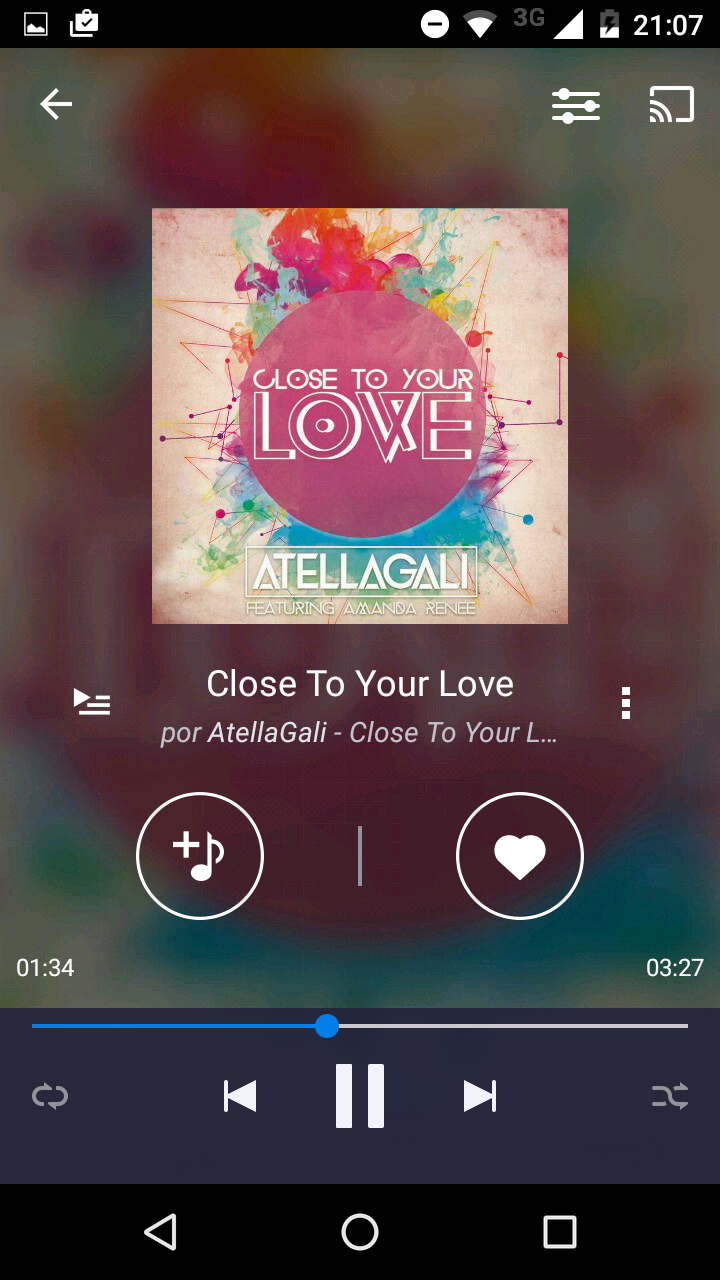 3G 21:07
CLOSE TO YOUR
LOVE
ATELLAGALI
FEATURING AMANDA RENEE
Close To Your Love
por AtellaGali - Close To Your L...
01:34 03:27